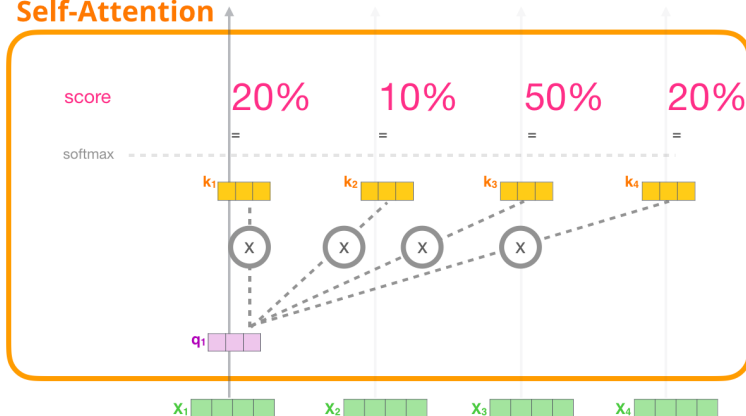 Self-Attention
score 20% 10% 50% 20%
= = = =
softmax
k1 k2 k3 k4
x x x x
q1
X1 X2 X3 X4